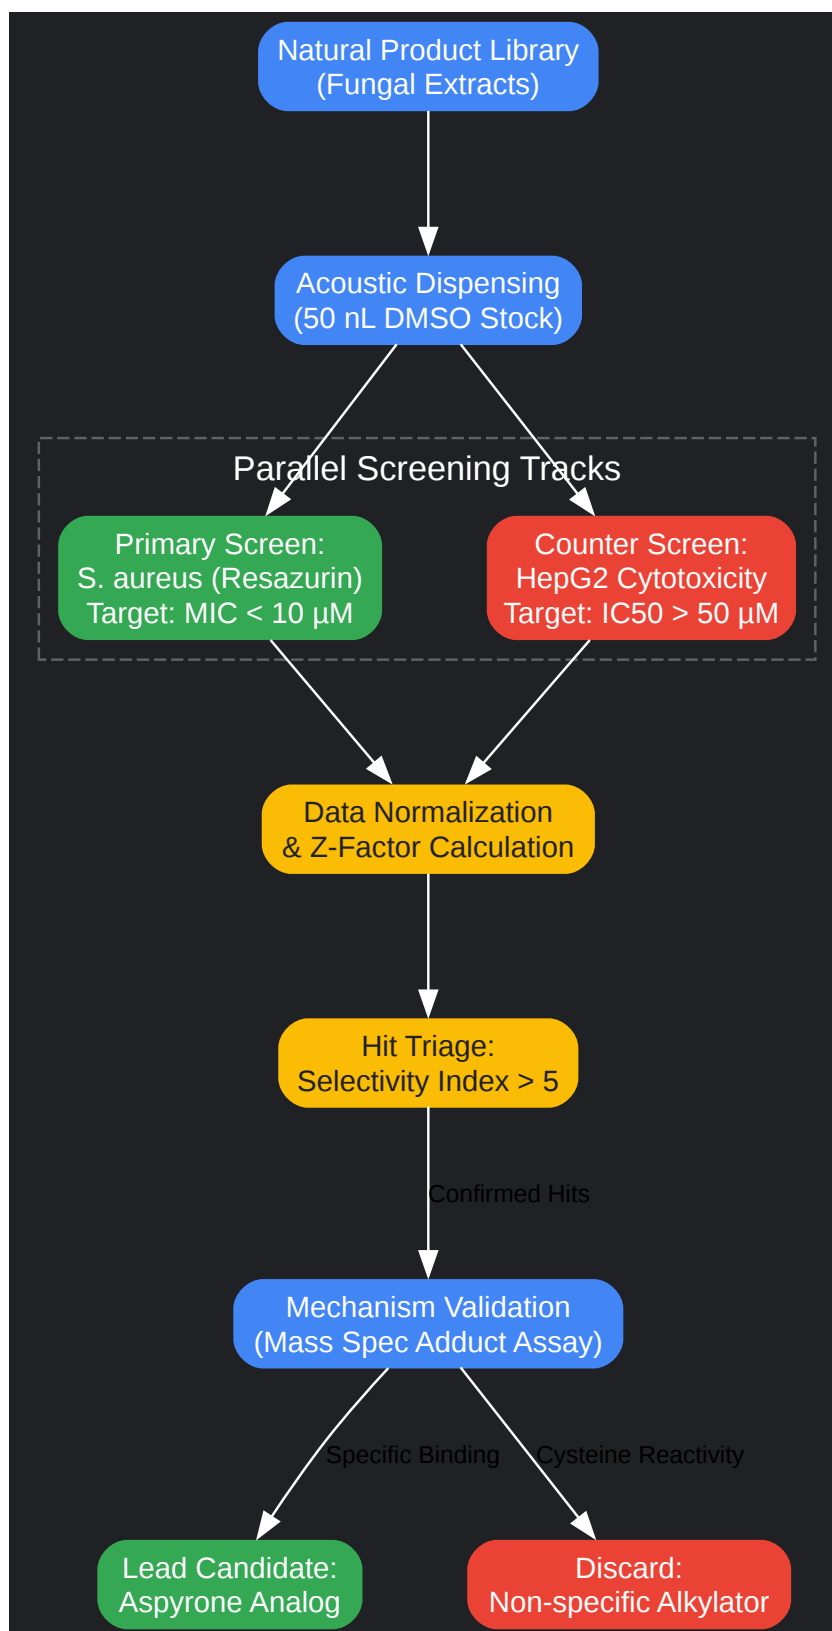 Natural Product Library
(Fungal Extracts)
Acoustic Dispensing
(50 nL DMSO Stock)
Parallel Screening Tracks
Primary Screen:
S. aureus (Resazurin)
Target: MIC < 10 µM
Counter Screen:
HepG2 Cytotoxicity
Target: IC50 > 50 µM
Data Normalization
& Z-Factor Calculation
Hit Triage:
Selectivity Index > 5
Confirmed Hits
Mechanism Validation
(Mass Spec Adduct Assay)
Specific Binding
Cysteine Reactivity
Lead Candidate:
Aspyrone Analog
Discard:
Non-specific Alkylator